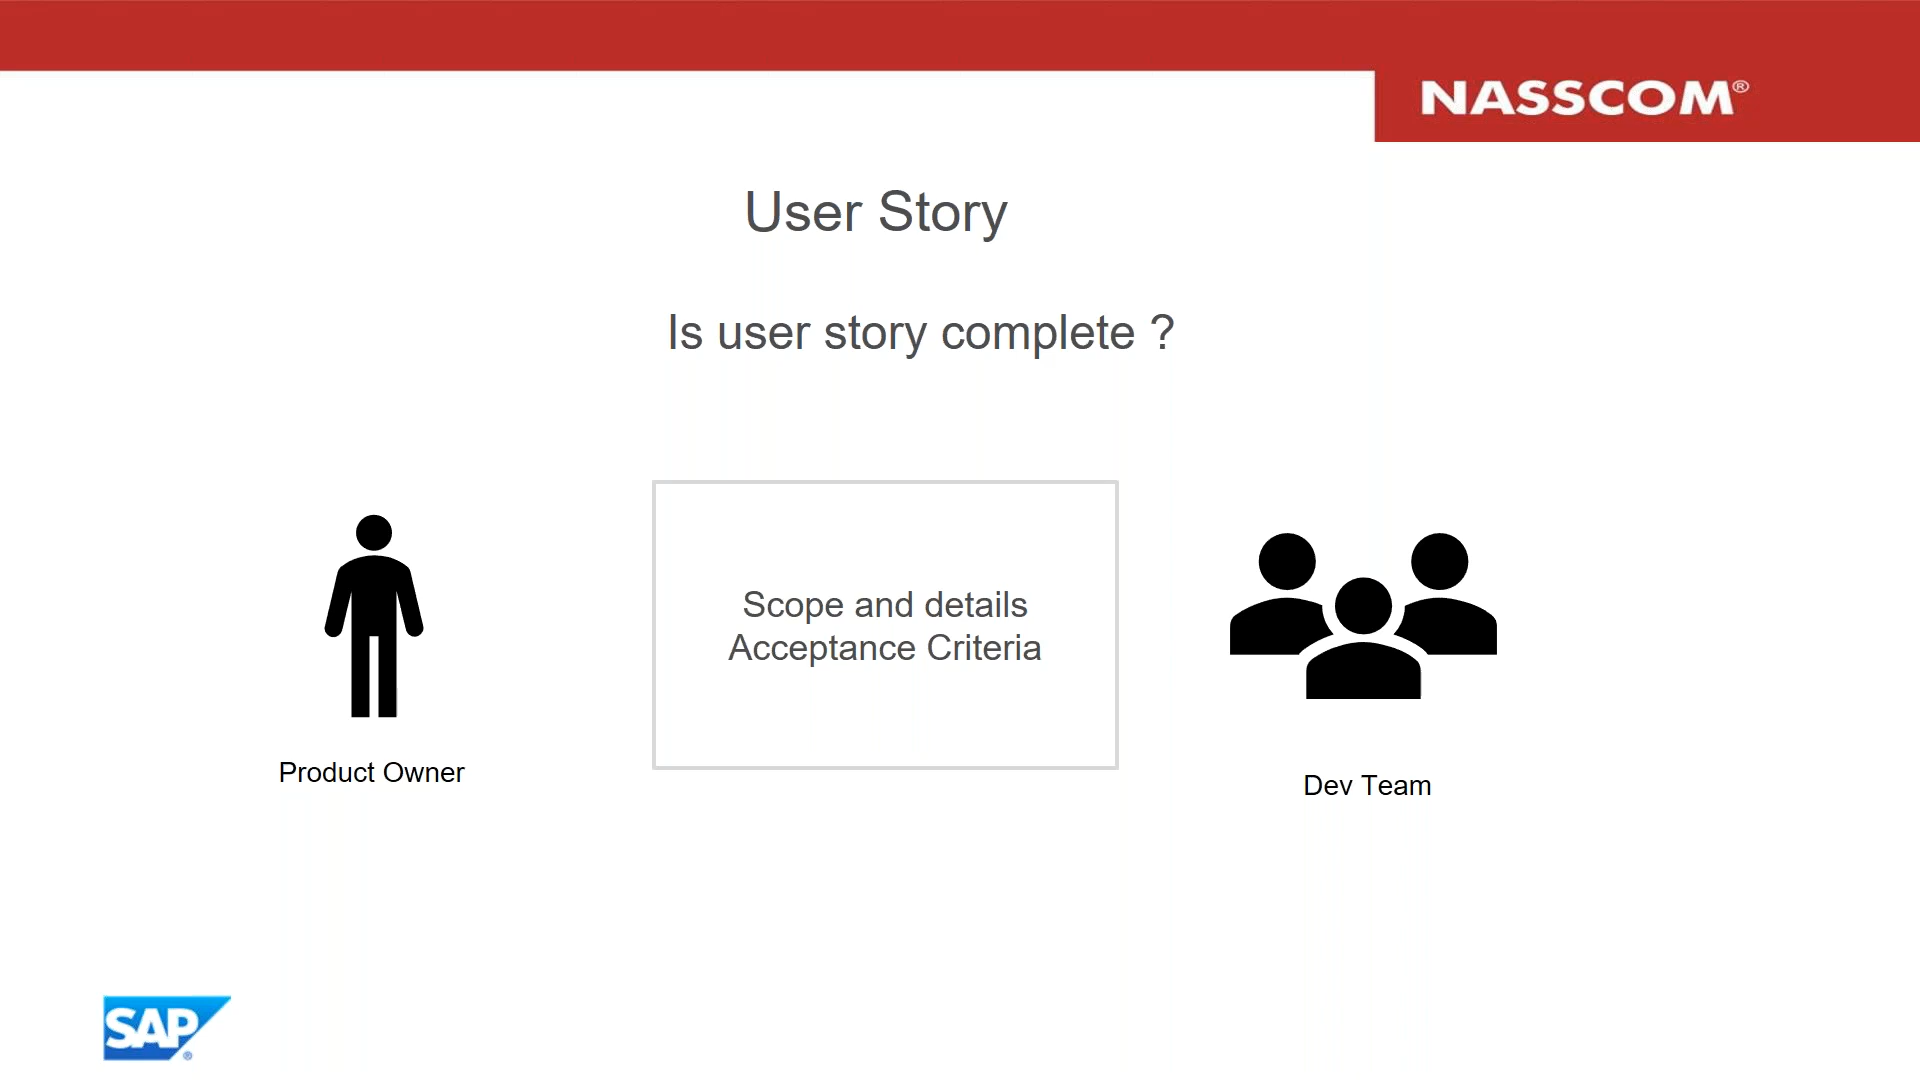 NASSCOM®
User Story
Is user story complete ?
Scope and details
Acceptance Criteria
Product Owner
Dev Team
SAP®